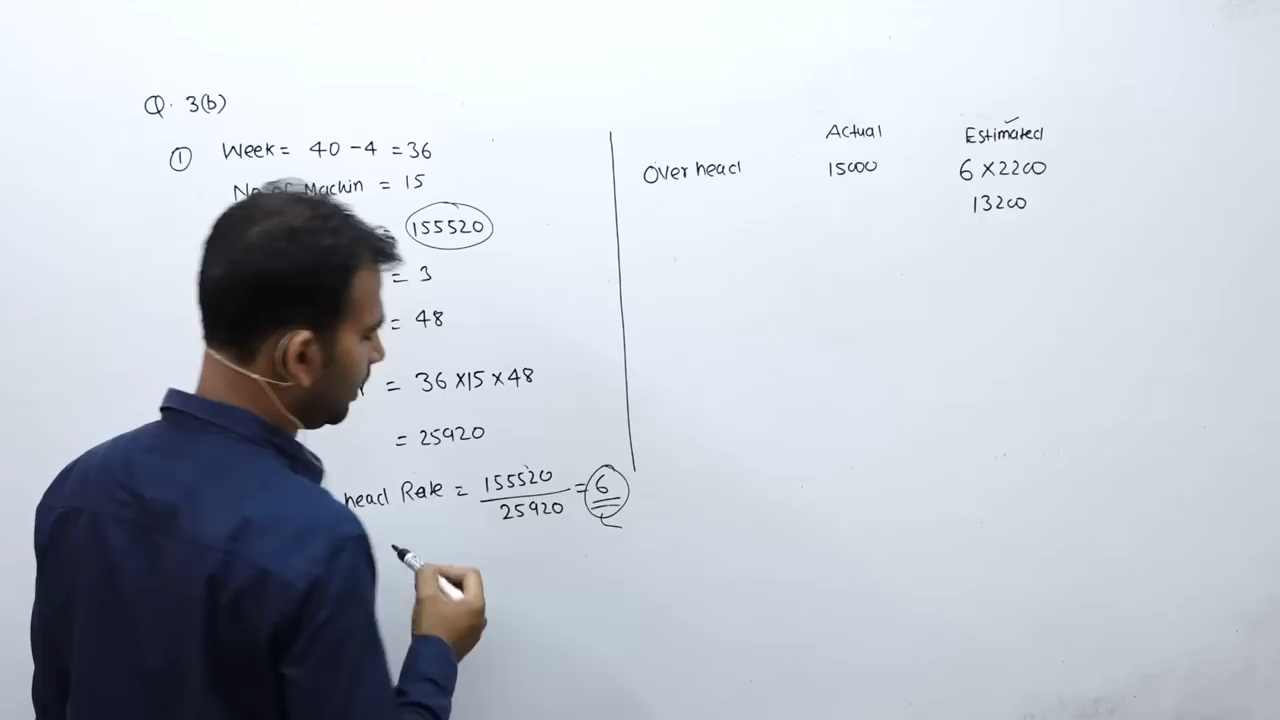 Q. 3(b)
① Week = 40 - 4 = 36
No of Machin = 15
155520
= 3
= 48
= 36 × 15 × 48
= 25920
head Rate = 155520 / 25920 = 6
Actual Estimated
Over head 15000 6 × 2200
13200